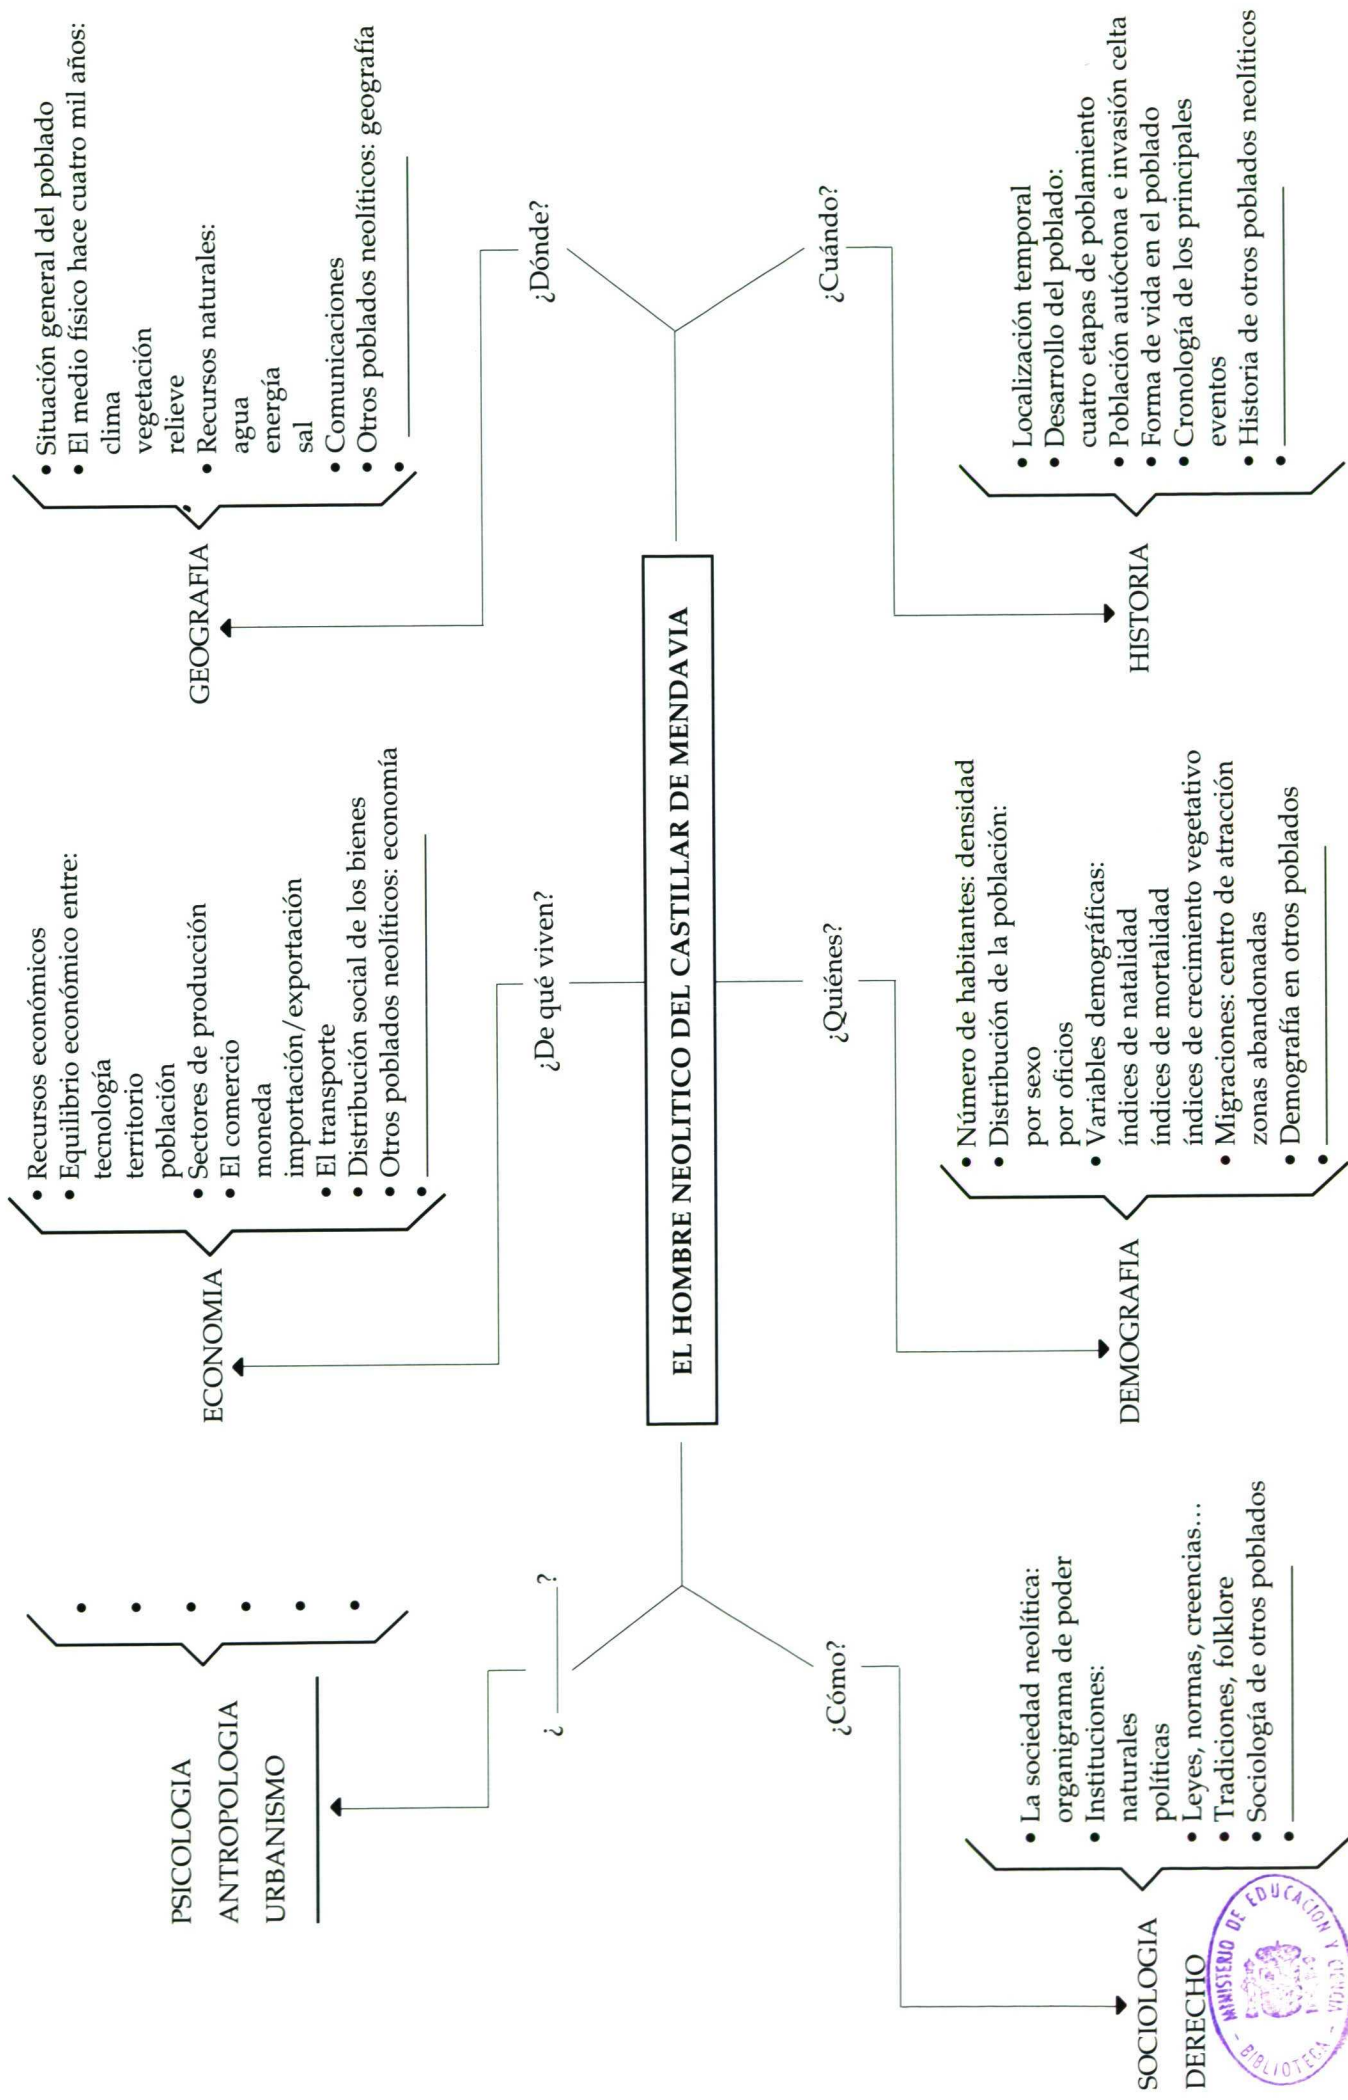 PSICOLOGIA
ANTROPOLOGIA
URBANISMO
•
•
•
•
•
•
¿ ______ ?
ECONOMIA
• Recursos económicos
• Equilibrio económico entre:
tecnología
territorio
población
• Sectores de producción
• El comercio
moneda
importación/exportación
• El transporte
• Distribución social de los bienes
• Otros poblados neolíticos: economía
• ______
¿De qué viven?
GEOGRAFIA
• Situación general del poblado
• El medio físico hace cuatro mil años:
clima
vegetación
relieve
• Recursos naturales:
agua
energía
sal
• Comunicaciones
• Otros poblados neolíticos: geografía
• ______
¿Dónde?
EL HOMBRE NEOLITICO DEL CASTILLAR DE MENDAVIA
¿Cómo?
SOCIOLOGIA
DERECHO
• La sociedad neolítica:
organigrama de poder
• Instituciones:
naturales
políticas
• Leyes, normas, creencias...
• Tradiciones, folklore
• Sociología de otros poblados
• ______
¿Quiénes?
DEMOGRAFIA
• Número de habitantes: densidad
• Distribución de la población:
por sexo
por oficios
• Variables demográficas:
índices de natalidad
índices de mortalidad
índices de crecimiento vegetativo
• Migraciones: centro de atracción
zonas abandonadas
• Demografía en otros poblados
• ______
¿Cuándo?
HISTORIA
• Localización temporal
• Desarrollo del poblado:
cuatro etapas de poblamiento
• Población autóctona e invasión celta
• Forma de vida en el poblado
• Cronología de los principales
eventos
• Historia de otros poblados neolíticos
• ______
MINISTERIO DE EDUCACION Y
BIBLIOTECA